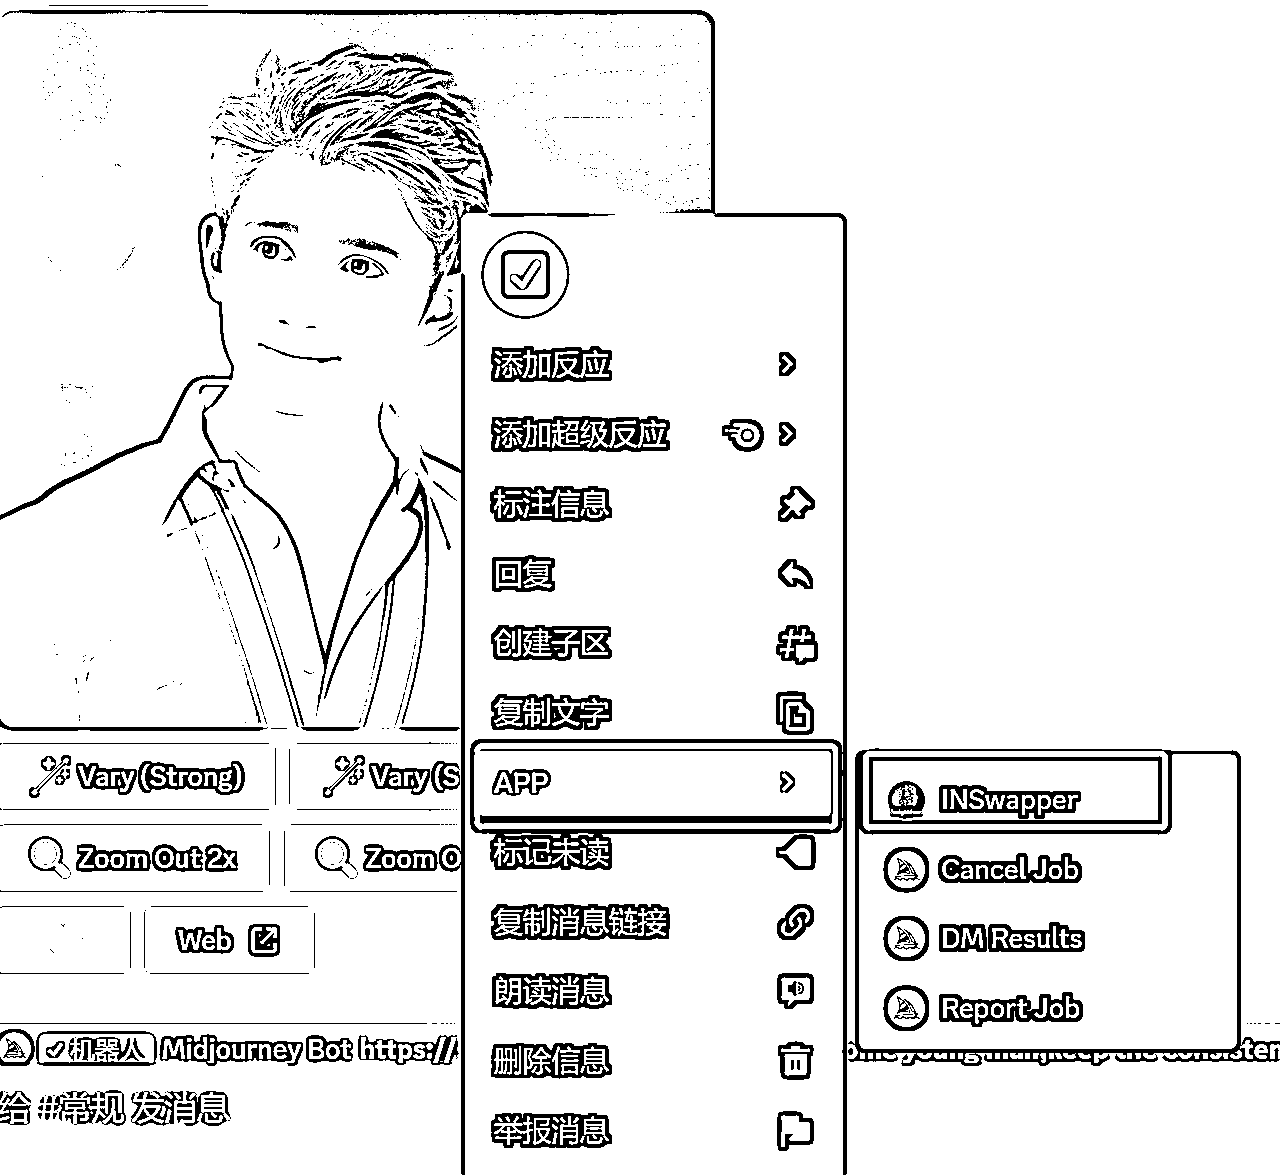 添加反应
添加超级反应
标注信息
回复
创建子区
复制文字
Vary (Strong)
Vary (S
APP
INSwapper
Zoom Out 2x
Zoom O
标记未读
Cancel Job
复制消息链接
Web
DM Results
朗读消息
Report Job
机器人 Midjourney Bot https://
young man,keep the consisten
删除信息
给 #常规 发消息
举报消息